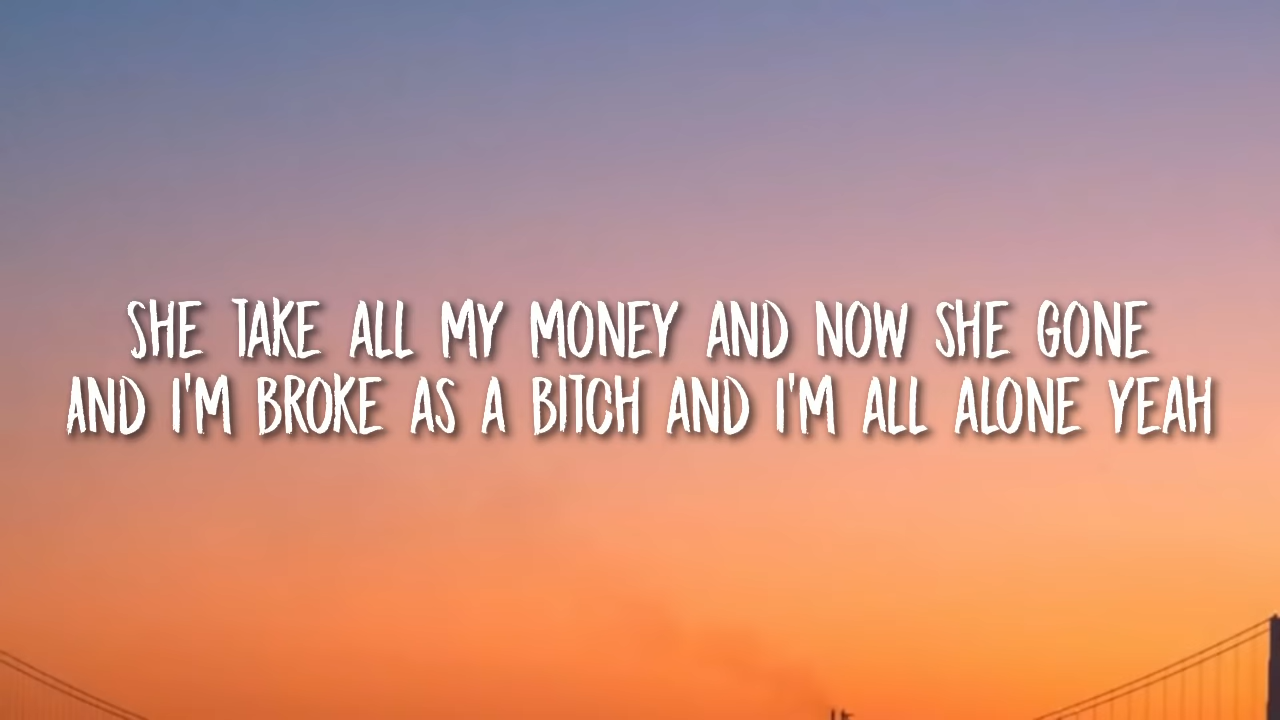 SHE TAKE ALL MY MONEY AND NOW SHE GONE
AND I'M BROKE AS A BITCH AND I'M ALL ALONE YEAH